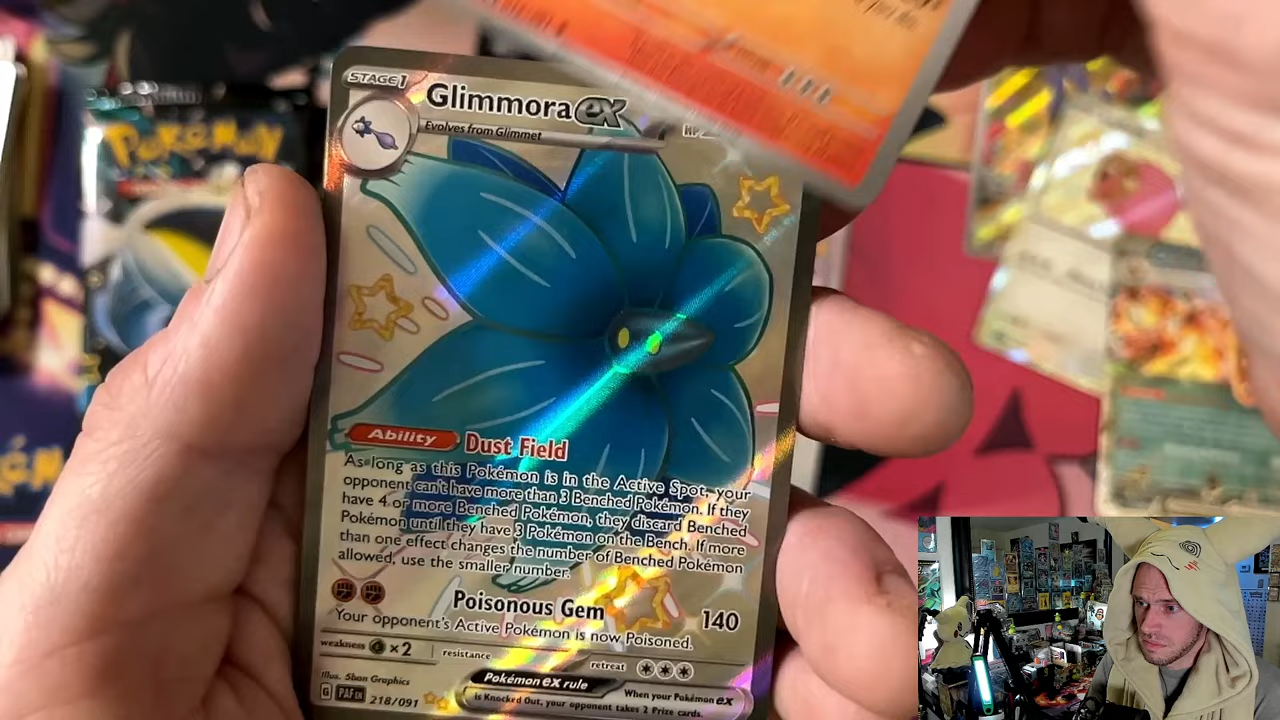 STAGE 1
Glimmora ex
Evolves from Glimmet
HP
POKÉMON
Ability Dust Field
As long as this Pokémon is in the Active Spot, your
opponent can't have more than 3 Benched Pokémon. If they
have 4 or more Benched Pokémon, they discard Benched
Pokémon until they have 3 Pokémon on the Bench. If more
than one effect changes the number of Benched Pokémon
allowed, use the smaller number.
Poisonous Gem 140
Your opponent's Active Pokémon is now Poisoned.
weakness ×2 resistance retreat
Illus. 5ban Graphics
Pokémon ex rule
When your Pokémon ex
is Knocked Out, your opponent takes 2 Prize cards.
G PAF EN 218/091